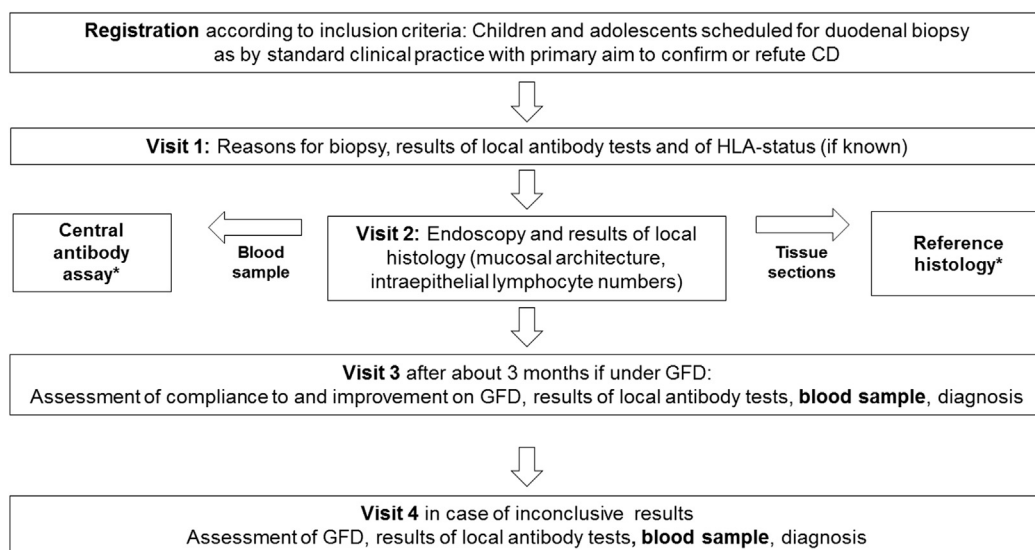 Registration according to inclusion criteria: Children and adolescents scheduled for duodenal biopsy
as by standard clinical practice with primary aim to confirm or refute CD
Visit 1: Reasons for biopsy, results of local antibody tests and of HLA-status (if known)
Central
antibody
assay*
Blood
sample
Visit 2: Endoscopy and results of local
histology (mucosal architecture,
intraepithelial lymphocyte numbers)
Tissue
sections
Reference
histology*
Visit 3 after about 3 months if under GFD:
Assessment of compliance to and improvement on GFD, results of local antibody tests, blood sample, diagnosis
Visit 4 in case of inconclusive results
Assessment of GFD, results of local antibody tests, blood sample, diagnosis